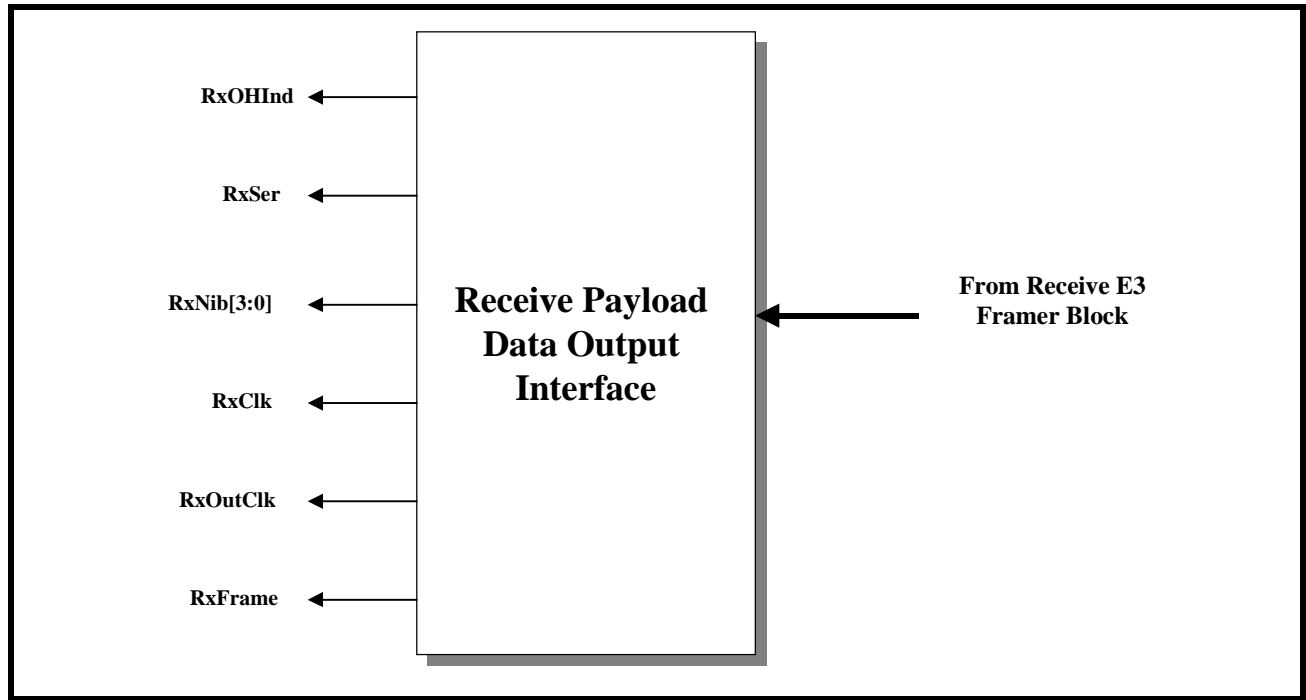 RxOHInd
RxSer
RxNib[3:0]
RxClk
RxOutClk
RxFrame
Receive Payload
Data Output
Interface
From Receive E3
Framer Block